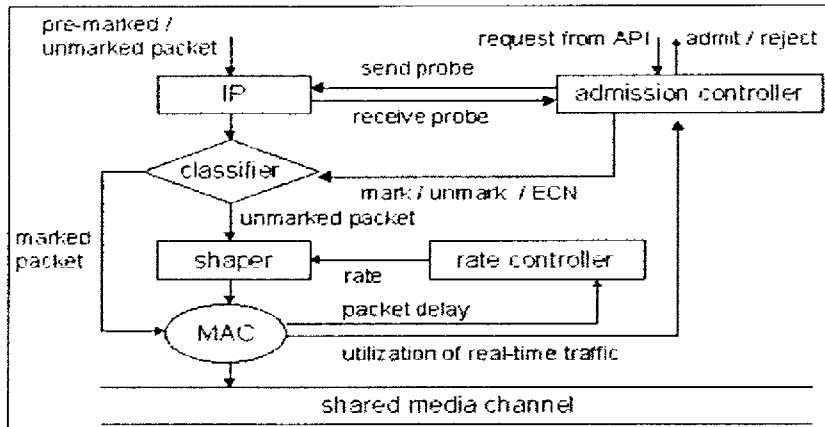 pre-marked /
unmarked packet
request from API
admit / reject
send probe
IP
admission controller
receive probe
classifier
mark / unmark / ECN
unmarked packet
marked
packet
shaper
rate
rate controller
packet delay
MAC
utilization of real-time traffic
shared media channel